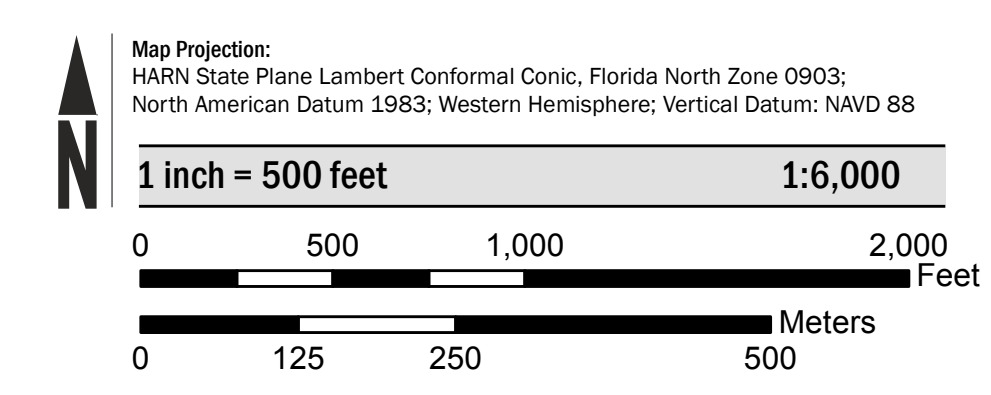 Map Projection:
HARN State Plane Lambert Conformal Conic, Florida North Zone 0903;
North American Datum 1983; Western Hemisphere; Vertical Datum: NAVD 88
N
1 inch = 500 feet 1:6,000
0 500 1,000 2,000
Feet
Meters
0 125 250 500